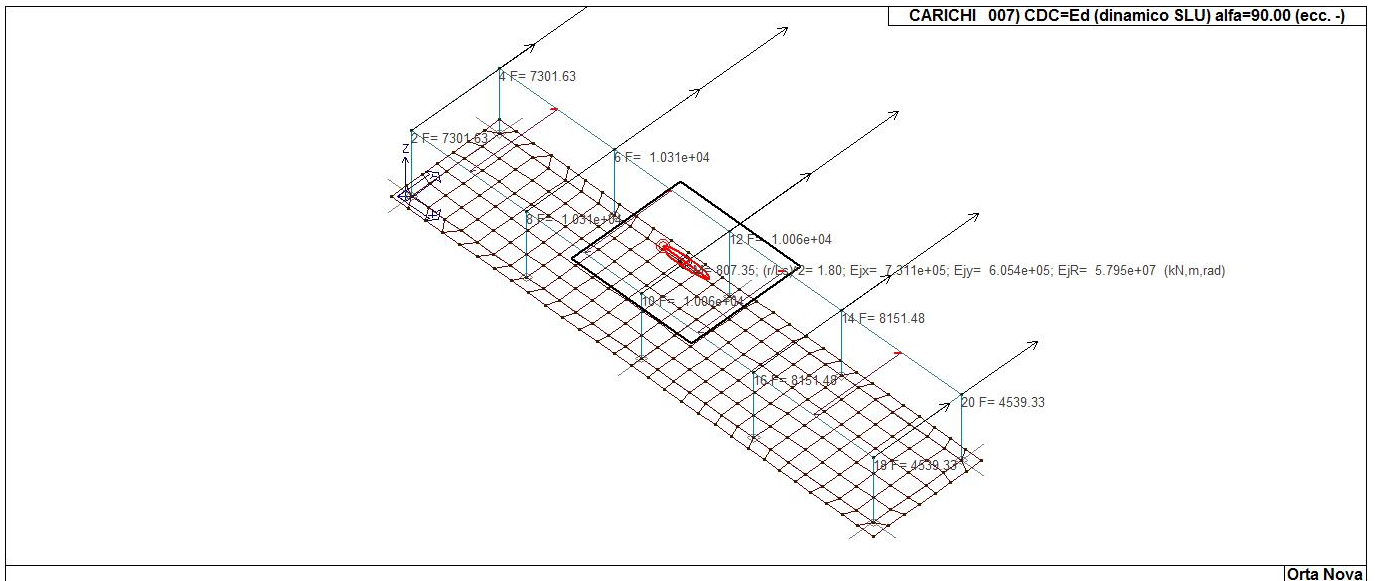 CARICHI 007) CDC=Ed (dinamico SLU) alfa=90.00 (ecc. -)
4 F= 7301.63
2 F= 7301.63
Z
6 F= 1.031e+04
8 F= 1.031e+04
12 F= 1.006e+04
= 807.35; (r/Ls)^2= 1.80; Ejx= 7.311e+05; Ejy= 6.054e+05; EjR= 5.795e+07 (kN,m,rad)
10 F= 1.006e+04
14 F= 8151.48
16 F= 8151.48
20 F= 4539.33
18 F= 4539.33
Orta Nova